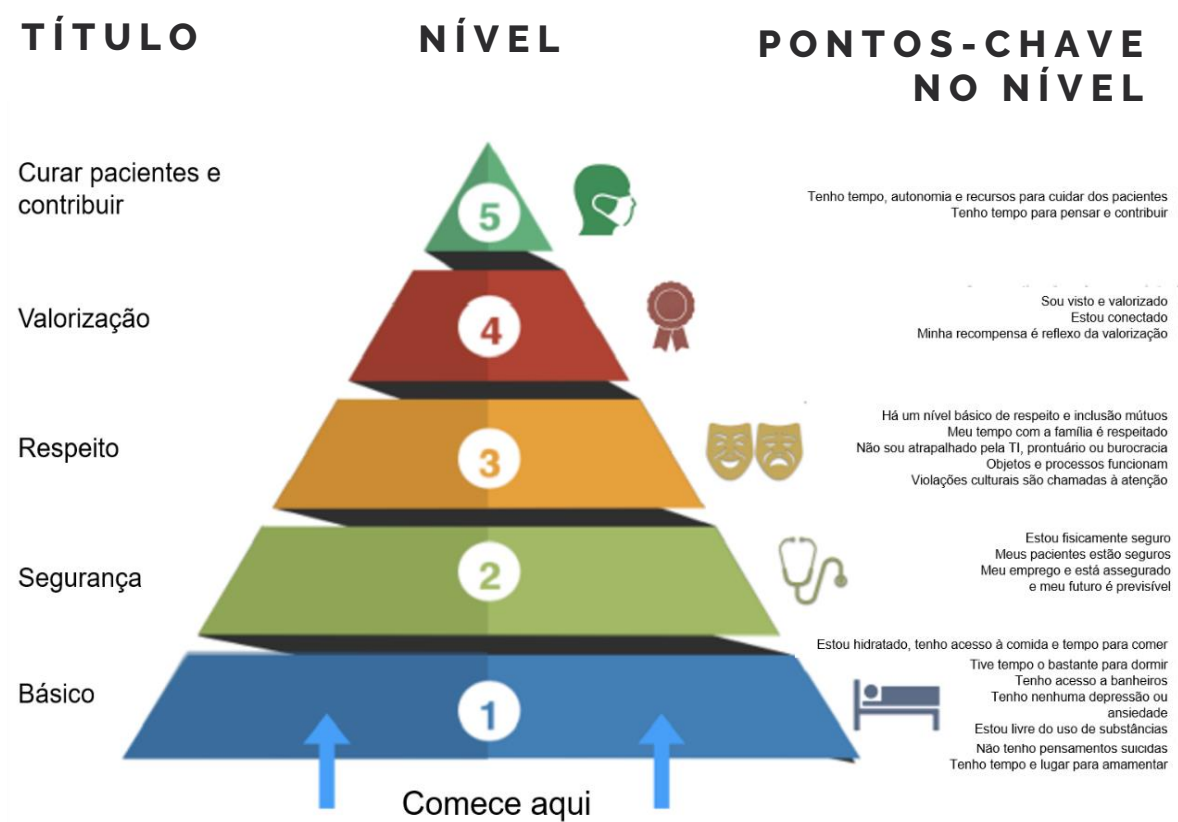 TÍTULO
NÍVEL
PONTOS-CHAVE
NO NÍVEL
Curar pacientes e
contribuir
5
Tenho tempo, autonomia e recursos para cuidar dos pacientes
Tenho tempo para pensar e contribuir
Valorização
4
Sou visto e valorizado
Estou conectado
Minha recompensa é reflexo da valorização
Respeito
3
Há um nível básico de respeito e inclusão mútuos
Meu tempo com a família é respeitado
Não sou atrapalhado pela TI, prontuário ou burocracia
Objetos e processos funcionam
Violações culturais são chamadas à atenção
Segurança
2
Estou fisicamente seguro
Meus pacientes estão seguros
Meu emprego e está assegurado
e meu futuro é previsível
Básico
1
Estou hidratado, tenho acesso à comida e tempo para comer
Tive tempo o bastante para dormir
Tenho acesso a banheiros
Tenho nenhuma depressão ou
ansiedade
Estou livre do uso de substâncias
Não tenho pensamentos suicidas
Tenho tempo e lugar para amamentar
Comece aqui